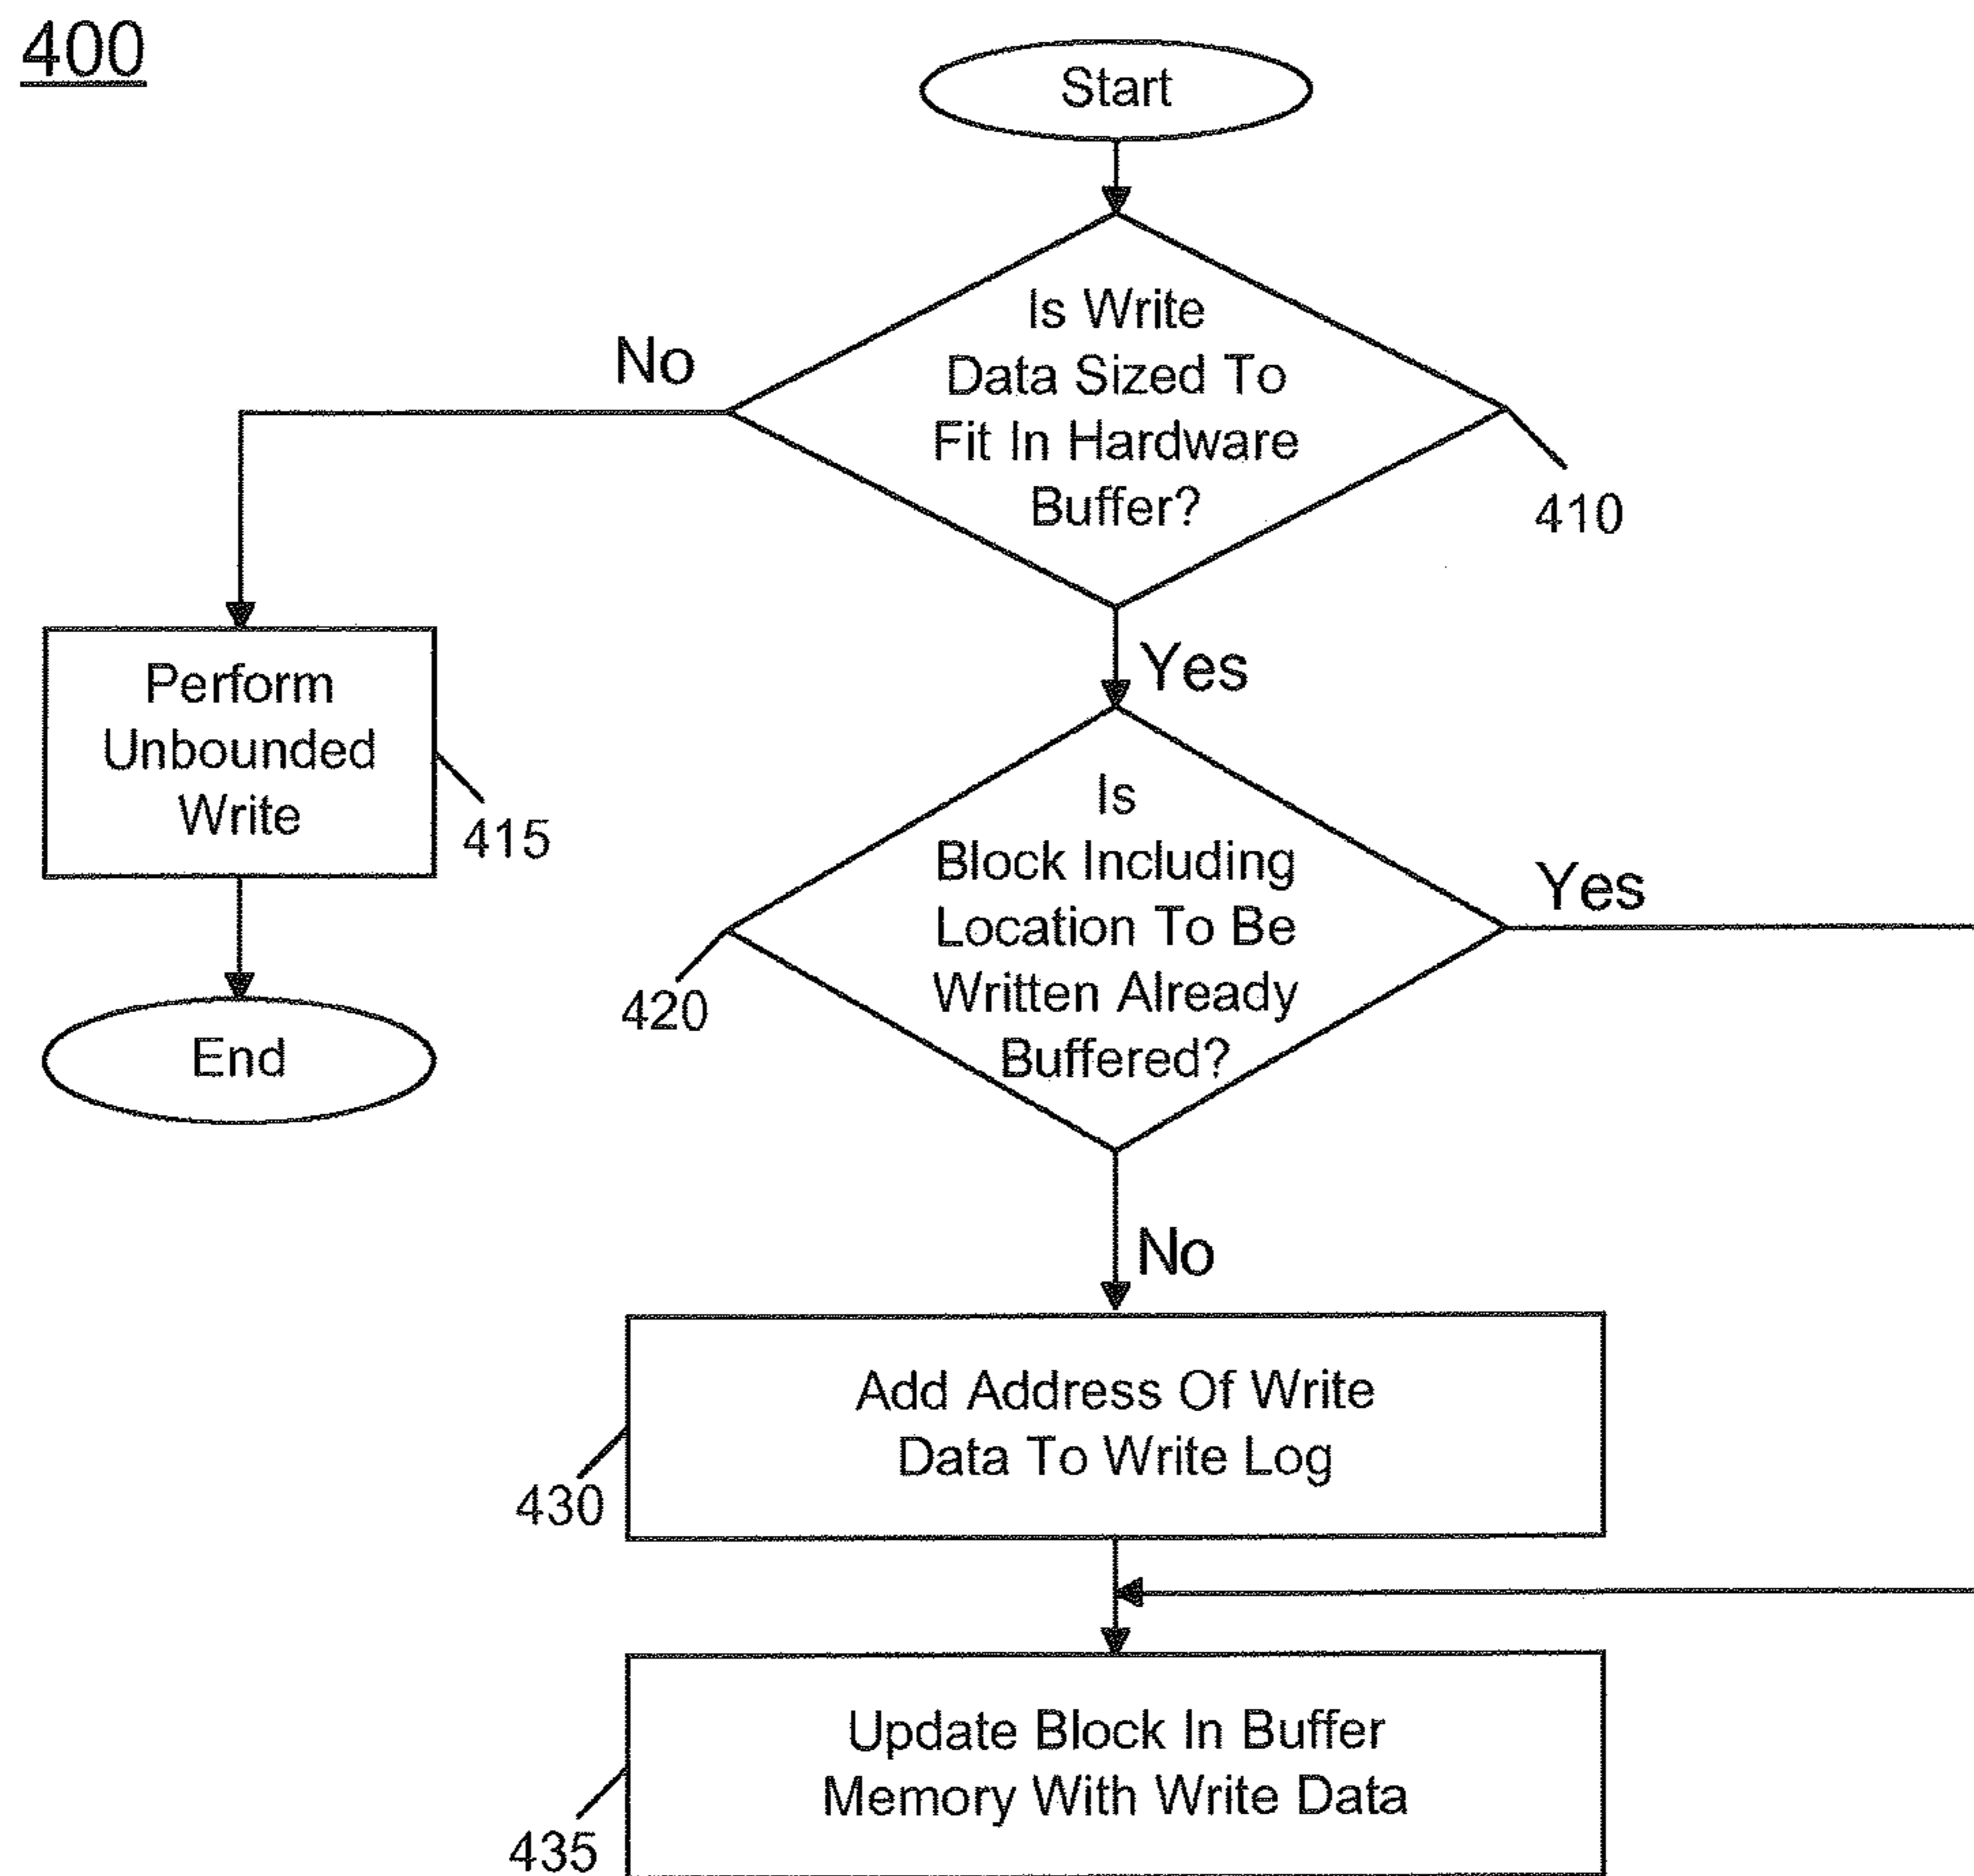 400
Start
Is Write
Data Sized To
Fit In Hardware
Buffer?
No
410
Yes
Perform
Unbounded
Write
415
Is
Block Including
Location To Be
Written Already
Buffered?
Yes
420
End
No
Add Address Of Write
Data To Write Log
430
Update Block In Buffer
Memory With Write Data
435